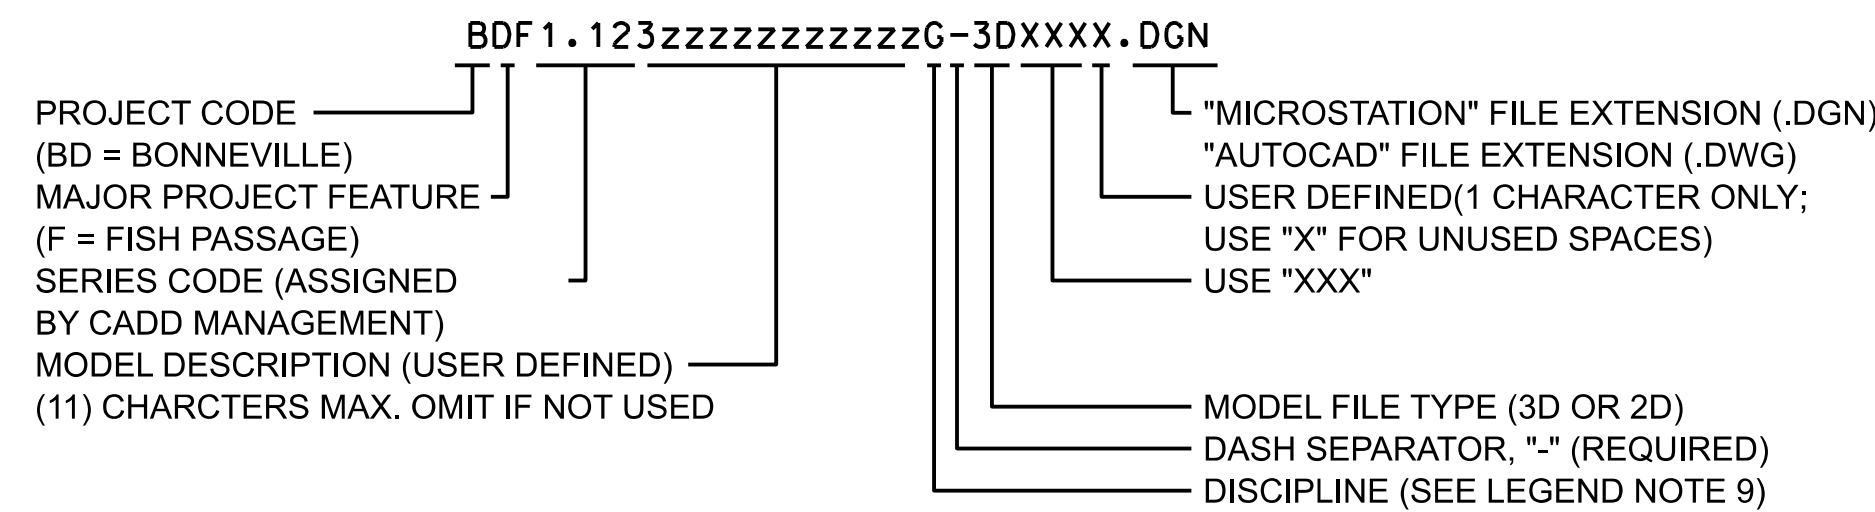 BDF1.123zzzzzzzzzzzG-3DXXXX.DGN
PROJECT CODE
(BD = BONNEVILLE)
MAJOR PROJECT FEATURE
(F = FISH PASSAGE)
SERIES CODE (ASSIGNED
BY CADD MANAGEMENT)
MODEL DESCRIPTION (USER DEFINED)
(11) CHARCTERS MAX. OMIT IF NOT USED
"MICROSTATION" FILE EXTENSION (.DGN)
"AUTOCAD" FILE EXTENSION (.DWG)
USER DEFINED(1 CHARACTER ONLY;
USE "X" FOR UNUSED SPACES)
USE "XXX"
MODEL FILE TYPE (3D OR 2D)
DASH SEPARATOR, "-" (REQUIRED)
DISCIPLINE (SEE LEGEND NOTE 9)